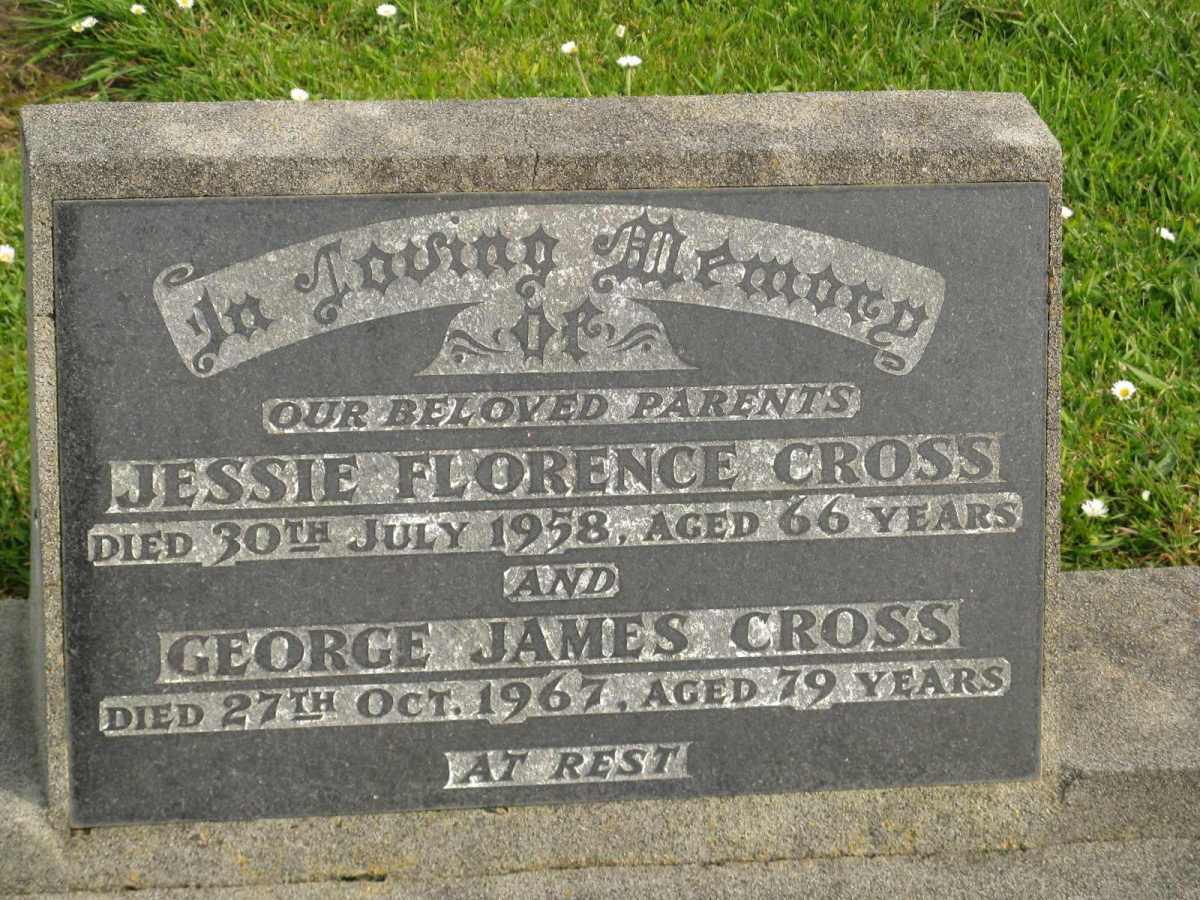 In Loving Memory
of
OUR BELOVED PARENTS
JESSIE FLORENCE CROSS
DIED 30TH JULY 1958, AGED 66 YEARS
AND
GEORGE JAMES CROSS
DIED 27TH OCT. 1967, AGED 79 YEARS
AT REST